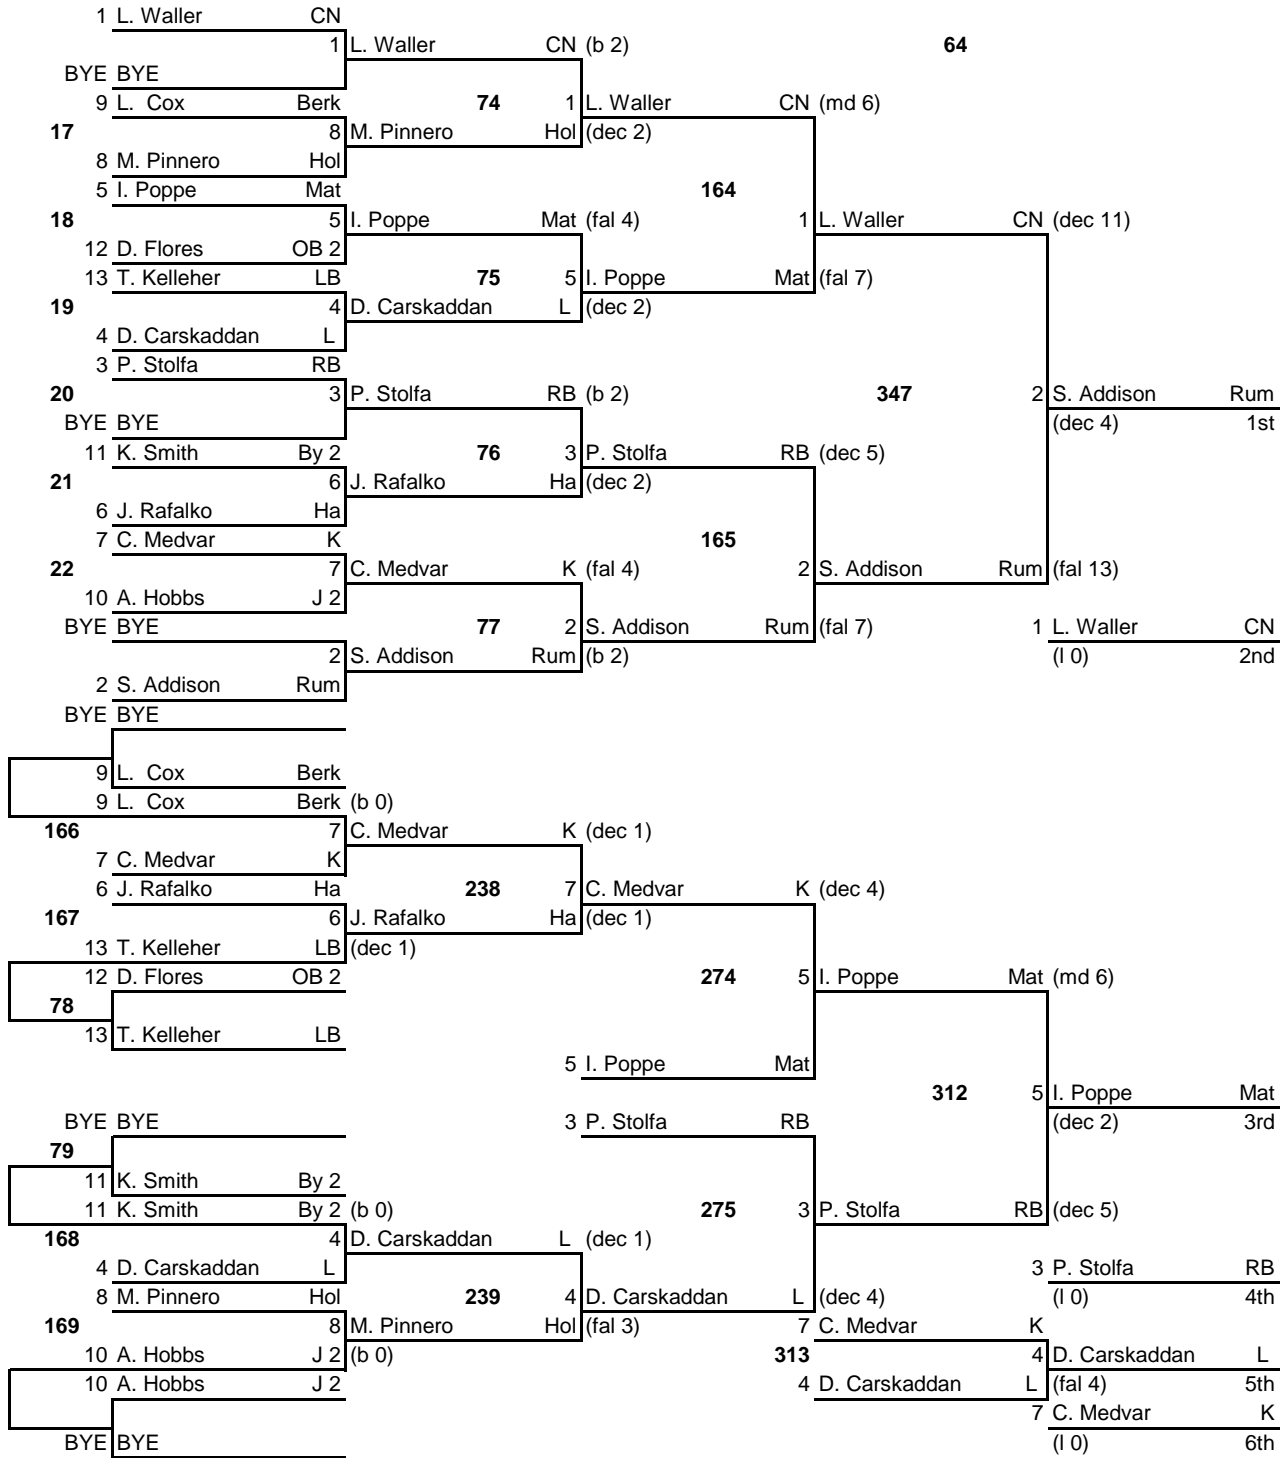 1 L. Waller CN
1 L. Waller CN (b 2) 64
BYE BYE
9 L. Cox Berk 74 1 L. Waller CN (md 6)
17 8 M. Pinnero Hol (dec 2)
8 M. Pinnero Hol
5 I. Poppe Mat 164
18 5 I. Poppe Mat (fal 4) 1 L. Waller CN (dec 11)
12 D. Flores OB 2
13 T. Kelleher LB 75 5 I. Poppe Mat (fal 7)
19 4 D. Carskaddan L (dec 2)
4 D. Carskaddan L
3 P. Stolfa RB
20 3 P. Stolfa RB (b 2) 347 2 S. Addison Rum
BYE BYE (dec 4) 1st
11 K. Smith By 2 76 3 P. Stolfa RB (dec 5)
21 6 J. Rafalko Ha (dec 2)
6 J. Rafalko Ha
7 C. Medvar K 165
22 7 C. Medvar K (fal 4) 2 S. Addison Rum (fal 13)
10 A. Hobbs J 2
BYE BYE 77 2 S. Addison Rum (fal 7) 1 L. Waller CN
2 S. Addison Rum (b 2) (l 0) 2nd
2 S. Addison Rum
BYE BYE
9 L. Cox Berk
9 L. Cox Berk (b 0)
166 7 C. Medvar K (dec 1)
7 C. Medvar K
6 J. Rafalko Ha 238 7 C. Medvar K (dec 4)
167 6 J. Rafalko Ha (dec 1)
13 T. Kelleher LB (dec 1)
12 D. Flores OB 2 274 5 I. Poppe Mat (md 6)
78
13 T. Kelleher LB
5 I. Poppe Mat
312 5 I. Poppe Mat
BYE BYE 3 P. Stolfa RB (dec 2) 3rd
79
11 K. Smith By 2
11 K. Smith By 2 (b 0) 275 3 P. Stolfa RB (dec 5)
168 4 D. Carskaddan L (dec 1)
4 D. Carskaddan L 3 P. Stolfa RB
8 M. Pinnero Hol 239 4 D. Carskaddan L (dec 4) (l 0) 4th
169 8 M. Pinnero Hol (fal 3) 7 C. Medvar K
10 A. Hobbs J 2 (b 0) 313 4 D. Carskaddan L
10 A. Hobbs J 2 4 D. Carskaddan L (fal 4) 5th
7 C. Medvar K
BYE BYE (l 0) 6th